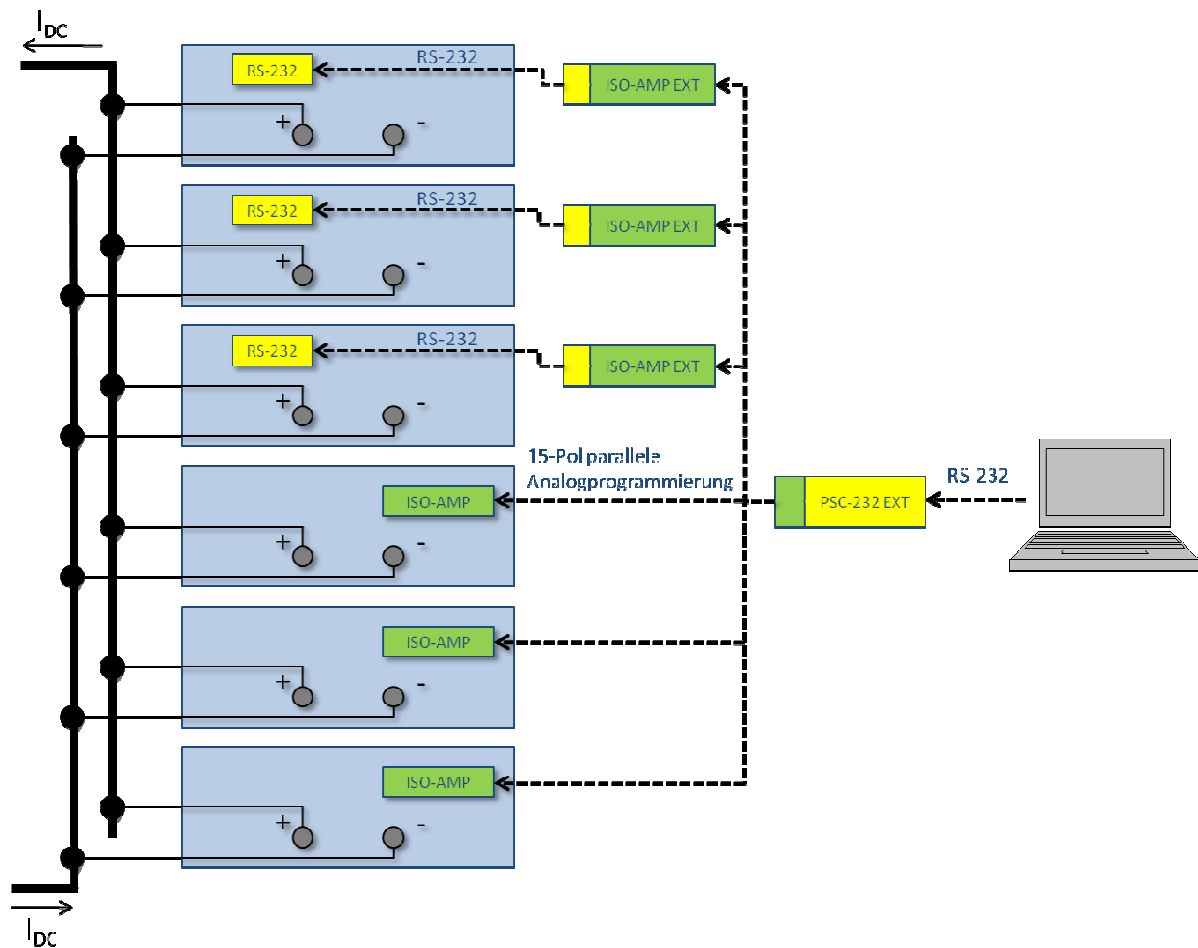 IDC
RS-232
RS-232
ISO-AMP EXT
+
-
RS-232
RS-232
ISO-AMP EXT
+
-
RS-232
RS-232
ISO-AMP EXT
+
-
15-Pol parallele
Analogprogrammierung
ISO-AMP
PSC-232 EXT
RS 232
+
-
ISO-AMP
+
-
ISO-AMP
+
-
IDC